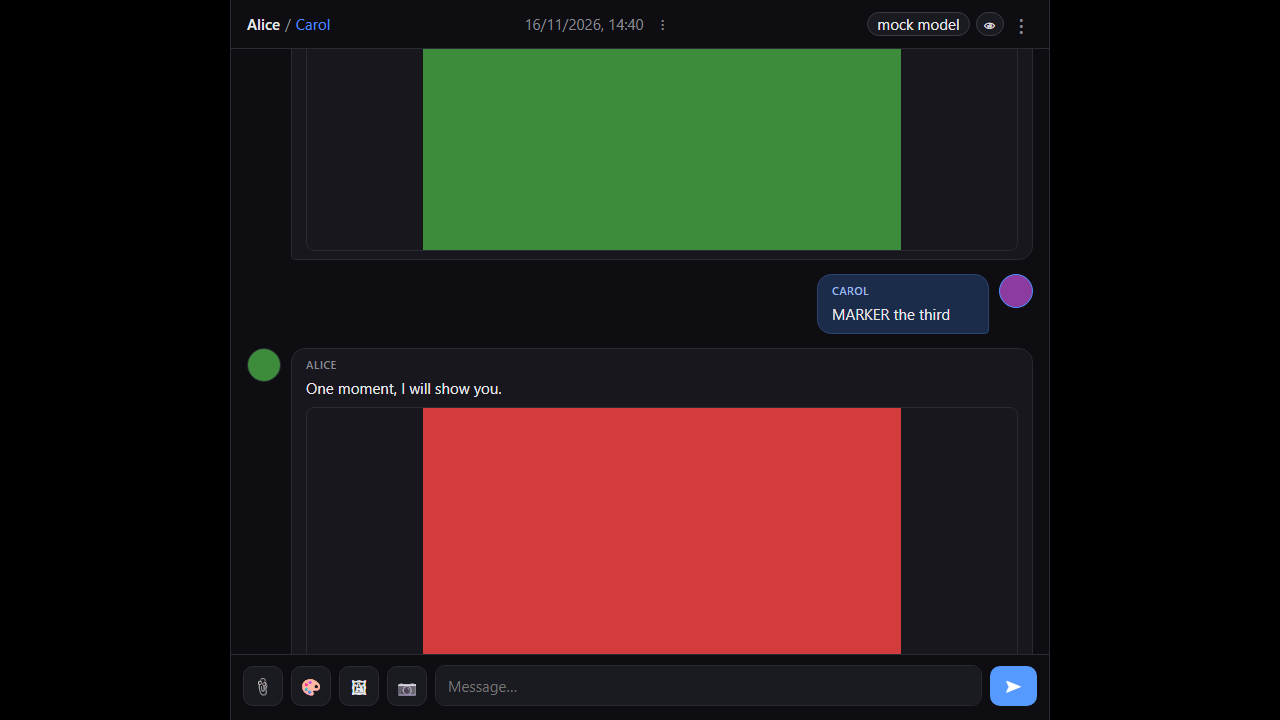 Alice / Carol
16/11/2026, 14:40
mock model
CAROL
MARKER the third
ALICE
One moment, I will show you.
Message...